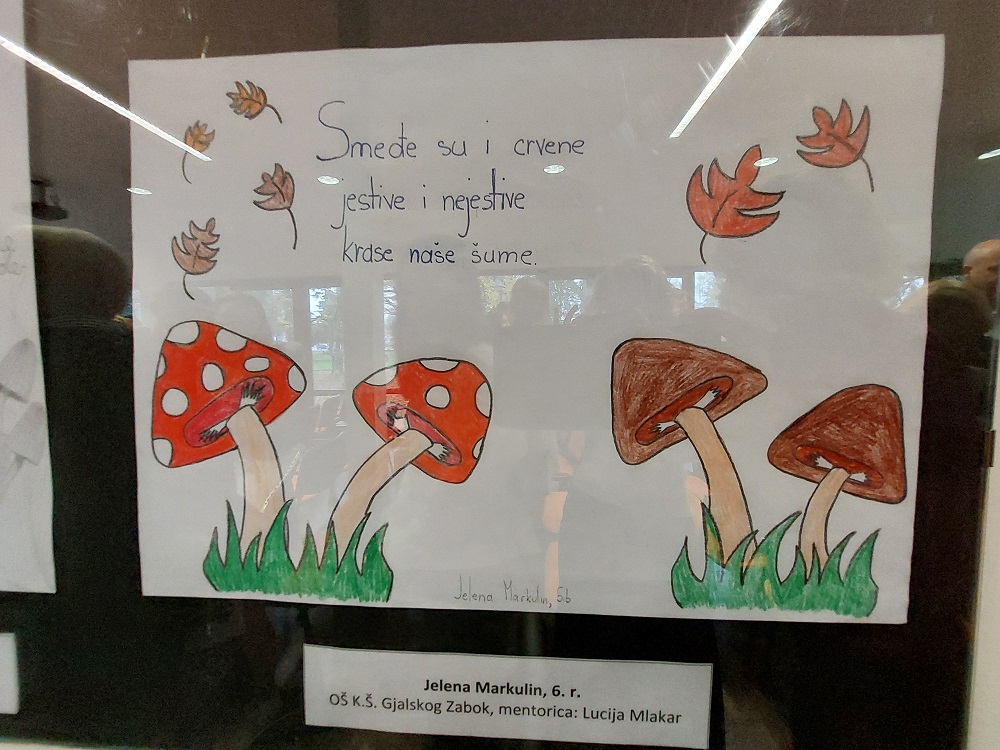 Smeđe su i crvene
jestive i nejestive
krase naše šume.
Jelena Markulin, 6b
Jelena Markulin, 6. r.
OŠ K.Š. Gjalskog Zabok, mentorica: Lucija Mlakar